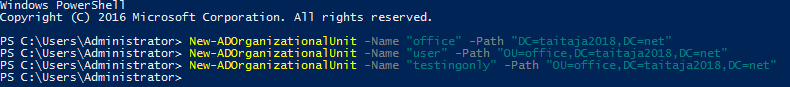 Windows PowerShell
Copyright (C) 2016 Microsoft Corporation. All rights reserved.
PS C:\Users\Administrator> New-ADOrganizationalUnit -Name "office" -Path "DC=taitaja2018,DC=net"
PS C:\Users\Administrator> New-ADOrganizationalUnit -Name "user" -Path "OU=office,DC=taitaja2018,DC=net"
PS C:\Users\Administrator> New-ADOrganizationalUnit -Name "testingonly" -Path "OU=office,DC=taitaja2018,DC=net"
PS C:\Users\Administrator>